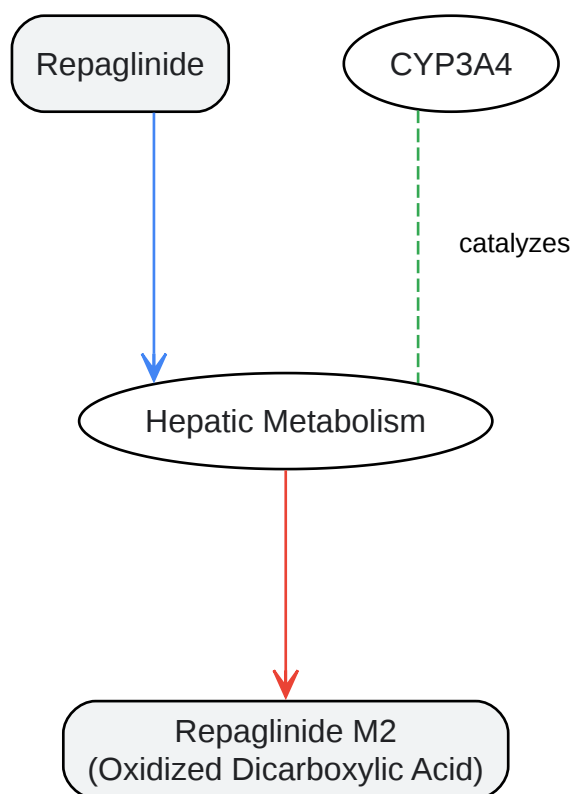 Repaglinide
CYP3A4
catalyzes
Hepatic Metabolism
Repaglinide M2
(Oxidized Dicarboxylic Acid)